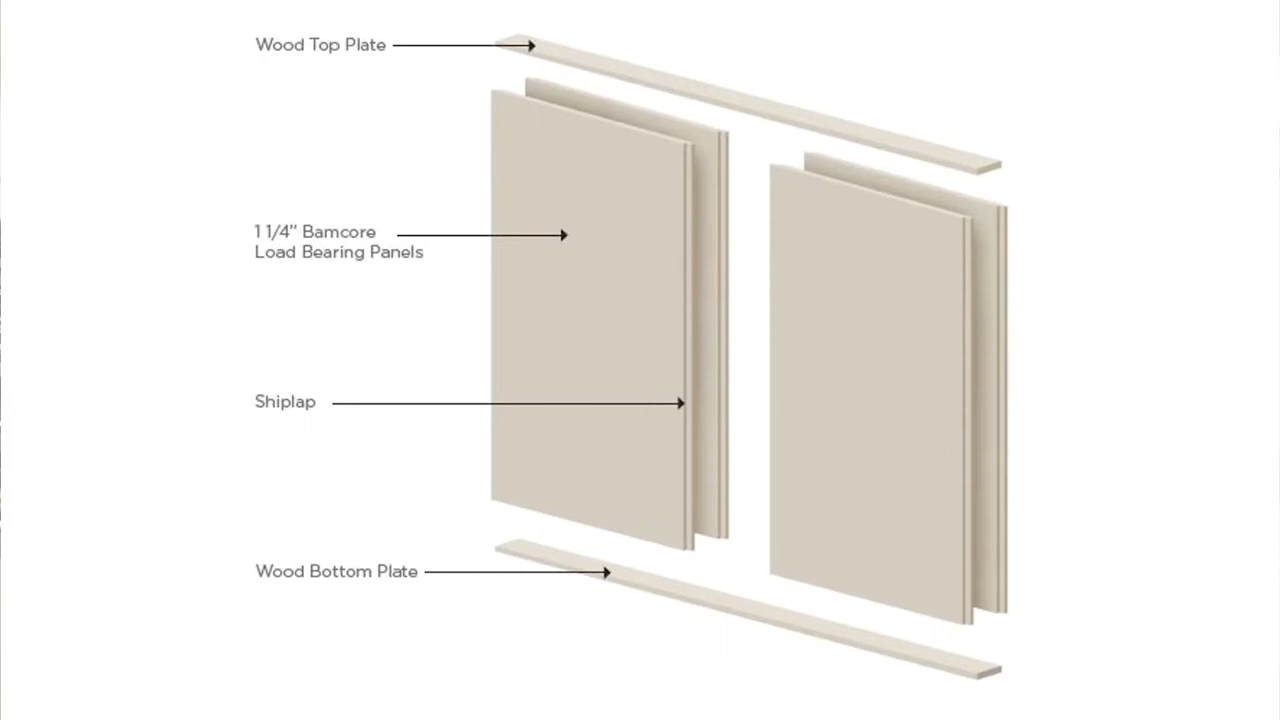 Wood Top Plate
1 1/4” Bamcore
Load Bearing Panels
Shiplap
Wood Bottom Plate